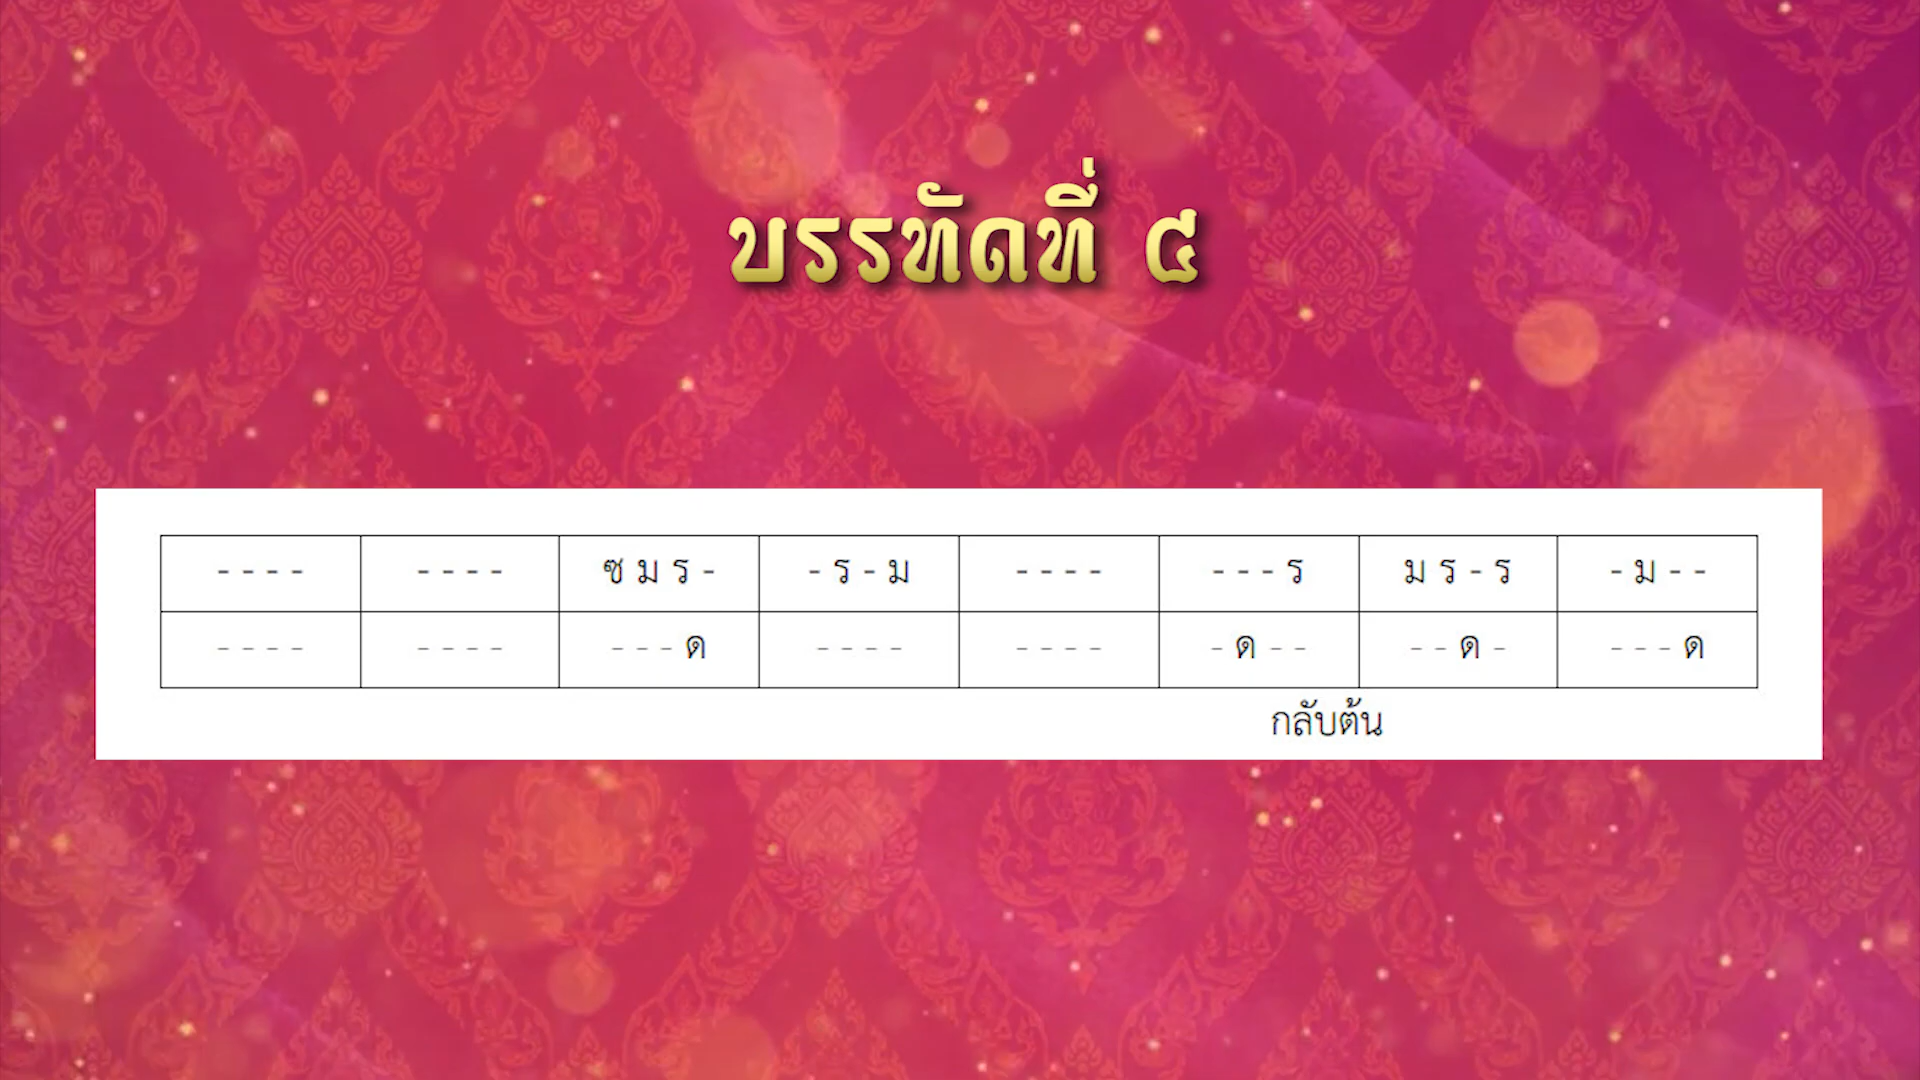 บรรทัดที่ ๕
- - - - - - - - ซ ม ร - - ร - ม - - - - - - - ร ม ร - ร - ม - -
- - - - - - - - - - - ด - - - - - - - - - ด - - - - ด - - - - ด
กลับต้น